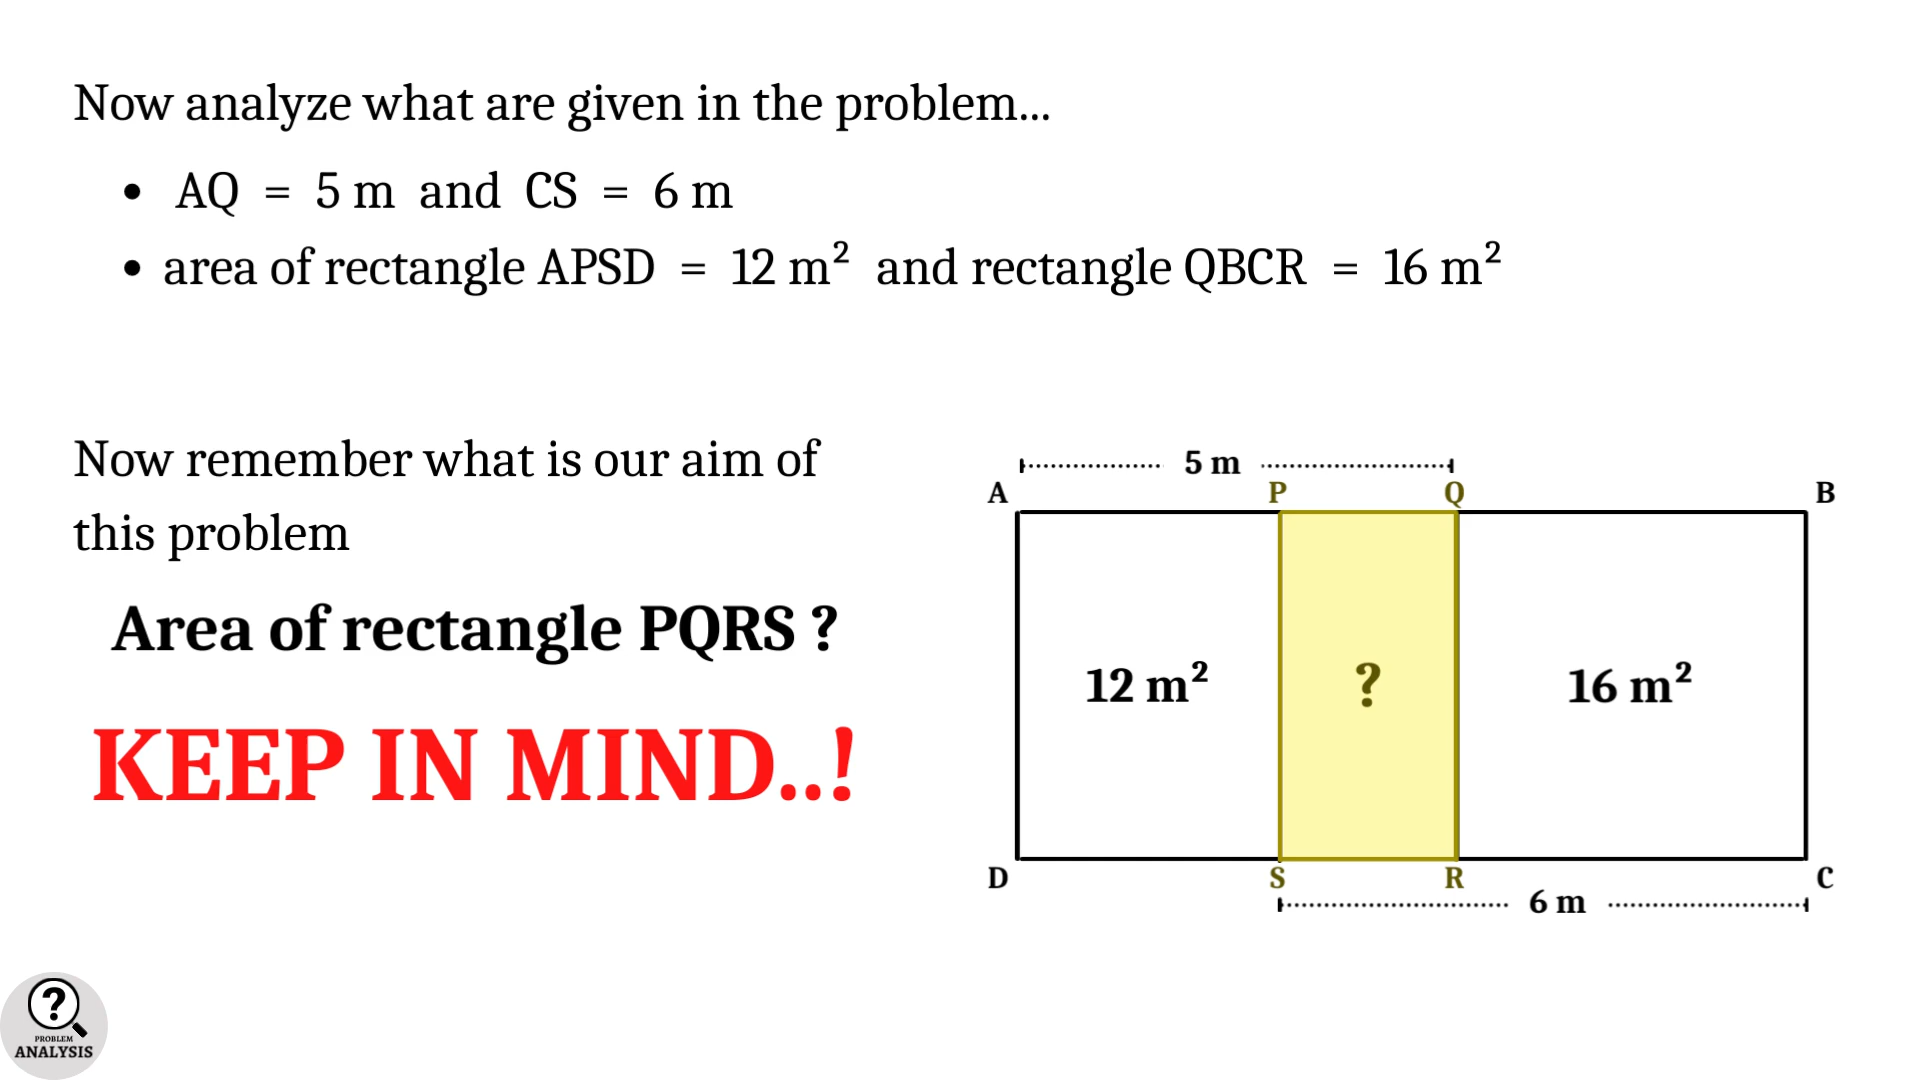 Now analyze what are given in the problem...
• AQ = 5 m and CS = 6 m
• area of rectangle APSD = 12 m² and rectangle QBCR = 16 m²
Now remember what is our aim of
this problem
Area of rectangle PQRS ?
KEEP IN MIND..!
5 m
A P Q B
12 m² ? 16 m²
D S R C
6 m
?
PROBLEM
ANALYSIS